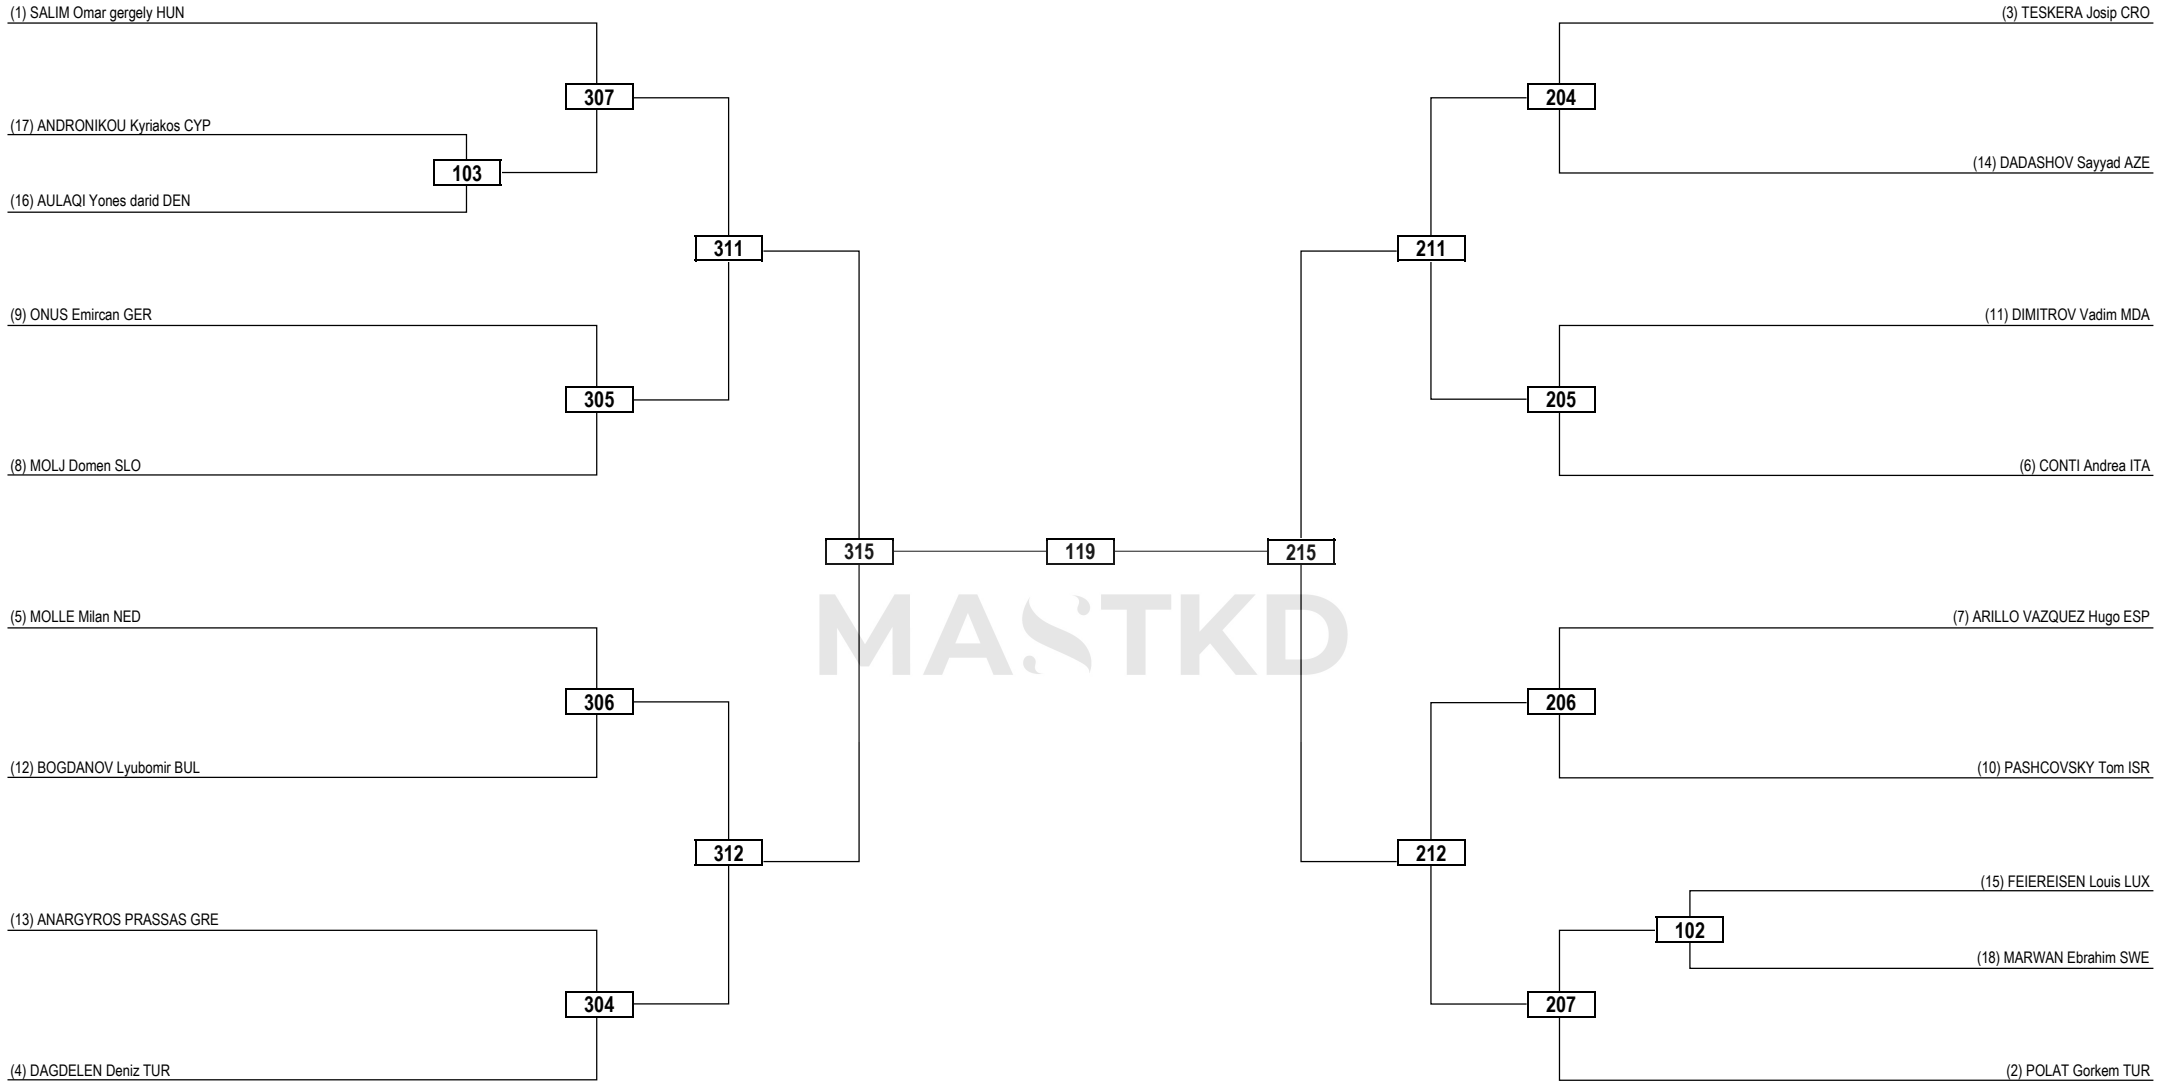 (1) SALIM Omar gergely HUN
307
(17) ANDRONIKOU Kyriakos CYP
103
(16) AULAQI Yones darid DEN
311
(9) ONUS Emircan GER
305
(8) MOLJ Domen SLO
315
119
215
(5) MOLLE Milan NED
306
(12) BOGDANOV Lyubomir BUL
312
(13) ANARGYROS PRASSAS GRE
304
(4) DAGDELEN Deniz TUR
MASTKD
(3) TESKERA Josip CRO
204
(14) DADASHOV Sayyad AZE
211
(11) DIMITROV Vadim MDA
205
(6) CONTI Andrea ITA
(7) ARILLO VAZQUEZ Hugo ESP
206
(10) PASHCOVSKY Tom ISR
212
(15) FEIEREISEN Louis LUX
102
(18) MARWAN Ebrahim SWE
207
(2) POLAT Gorkem TUR